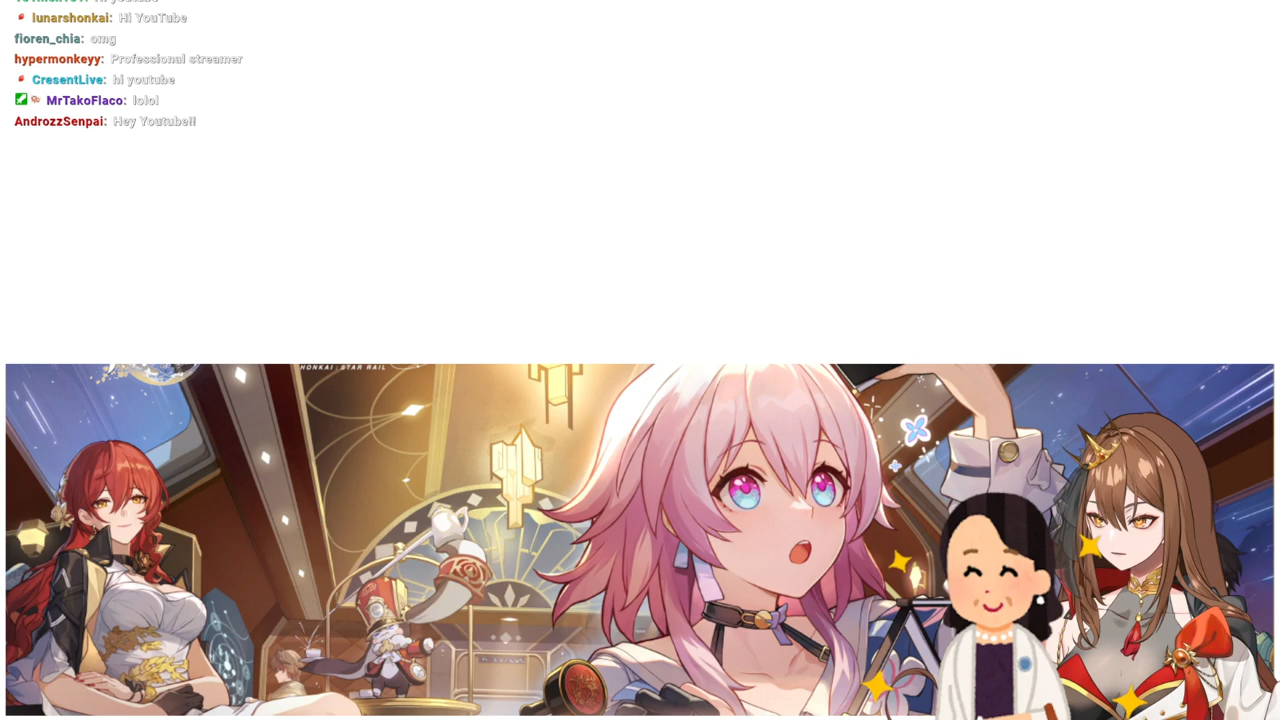 lunarshonkai: Hi YouTube
fioren_chia: omg
hypermonkeyy: Professional streamer
CresentLive: hi youtube
MrTakoFlaco: lolol
AndrozzSenpai: Hey Youtube!!
HONKAI : STAR RAIL